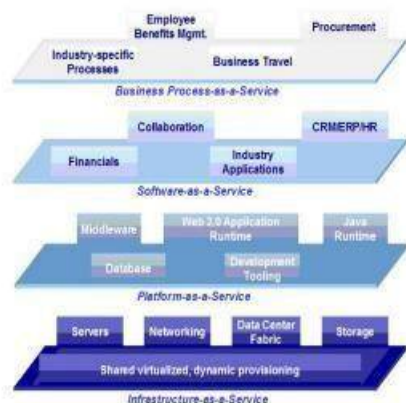 Employee
Benefits Mgmt.
Procurement
Industry-specific
Processes
Business Travel
Business Process-as-a-Service
Collaboration
CRM/ERP/HR
Financials
Industry
Applications
Software-as-a-Service
Middleware
Web 2.0 Application
Runtime
Java
Runtime
Database
Development
Tooling
Platform-as-a-Service
Servers
Networking
Data Center
Fabric
Storage
Shared virtualized, dynamic provisioning
Infrastructure-as-a-Service